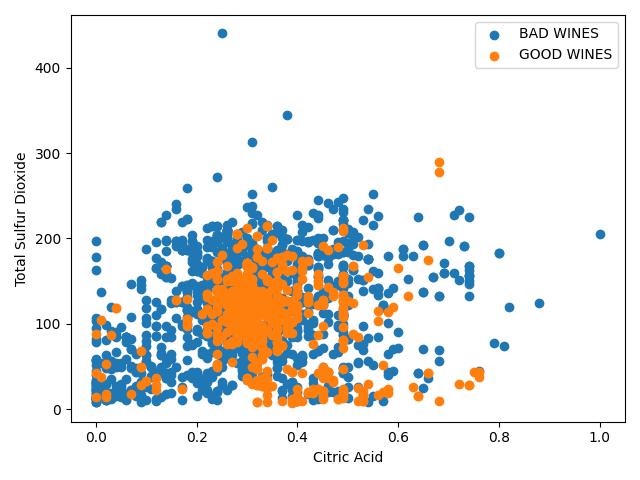 BAD WINES
GOOD WINES
400
300
200
100
0
Total Sulfur Dioxide
0.0 0.2 0.4 0.6 0.8 1.0
Citric Acid